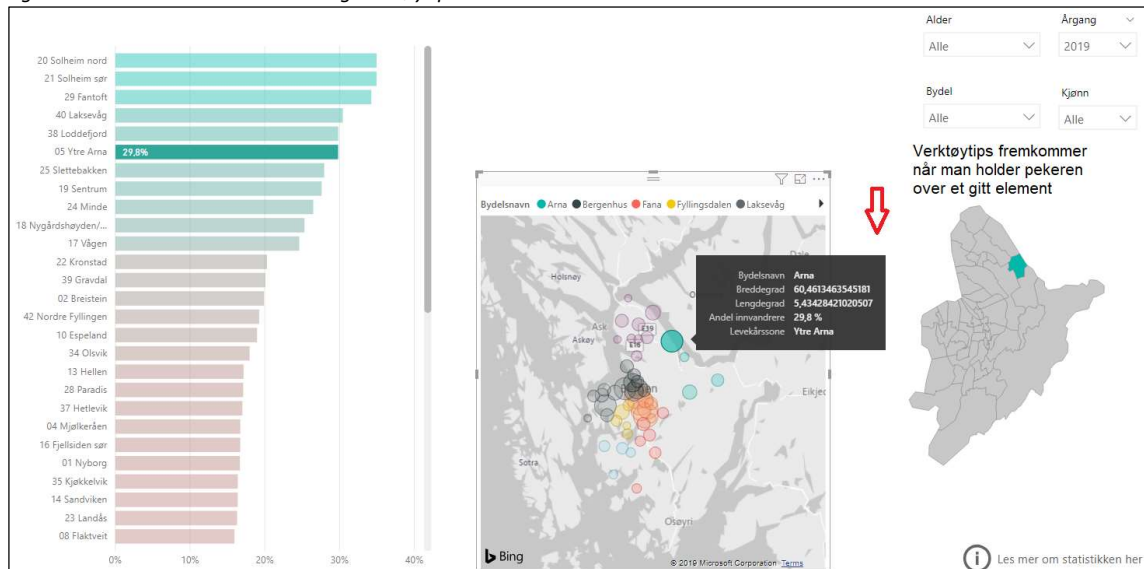 Alder
Årgang
Alle
2019
Bydel
Kjønn
Alle
Alle
20 Solheim nord
21 Solheim sør
29 Fantoft
40 Laksevåg
38 Loddefjord
05 Ytre Arna
29,8%
25 Slettebakken
19 Sentrum
24 Minde
18 Nygårdshøyden/...
17 Vågen
22 Kronstad
39 Gravdal
02 Breistein
42 Nordre Fyllingen
10 Espeland
34 Olsvik
13 Hellen
28 Paradis
37 Hetlevik
04 Mjølkeråen
16 Fjellsiden sør
01 Nyborg
35 Kjøkkelvik
14 Sandviken
23 Landås
08 Flaktveit
0%
10%
20%
30%
40%
Bydelsnavn Arna Bergenhus Fana Fyllingsdalen Laksevåg
Holsnøy
Ask
Askøy
E39
E16
Dale
Eikjed
Sotra
Osøyri
Bydelsnavn Arna
Breddegrad 60,4613463545181
Lengdegrad 5,43428421020507
Andel innvandrere 29,8 %
Levekårssone Ytre Arna
Bing
© 2019 Microsoft Corporation Terms
Verktøytips fremkommer
når man holder pekeren
over et gitt element
Les mer om statistikken her